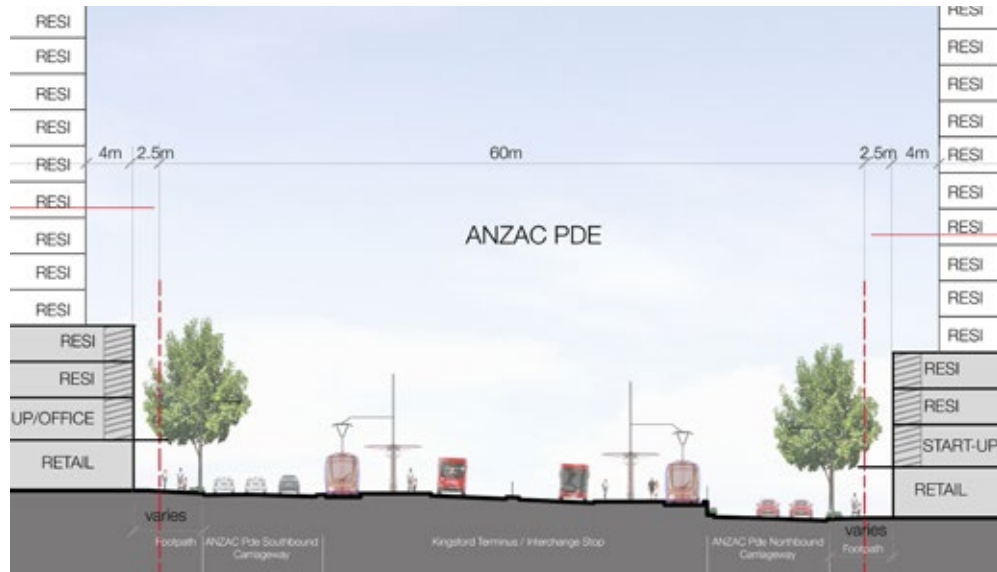 RESI
RESI
RESI
RESI
RESI
RESI
RESI
RESI
RESI
RESI
RESI
UP/OFFICE
RETAIL
4m
2.5m
60m
2.5m
4m
ANZAC PDE
RESI
RESI
RESI
RESI
RESI
RESI
RESI
RESI
RESI
RESI
RESI
RESI
START-UP
RETAIL
varies
Footpath
ANZAC Pde Southbound
Carriageway
Kingsford Terminus / Interchange Stop
ANZAC Pde Northbound
Carriageway
varies
Footpath